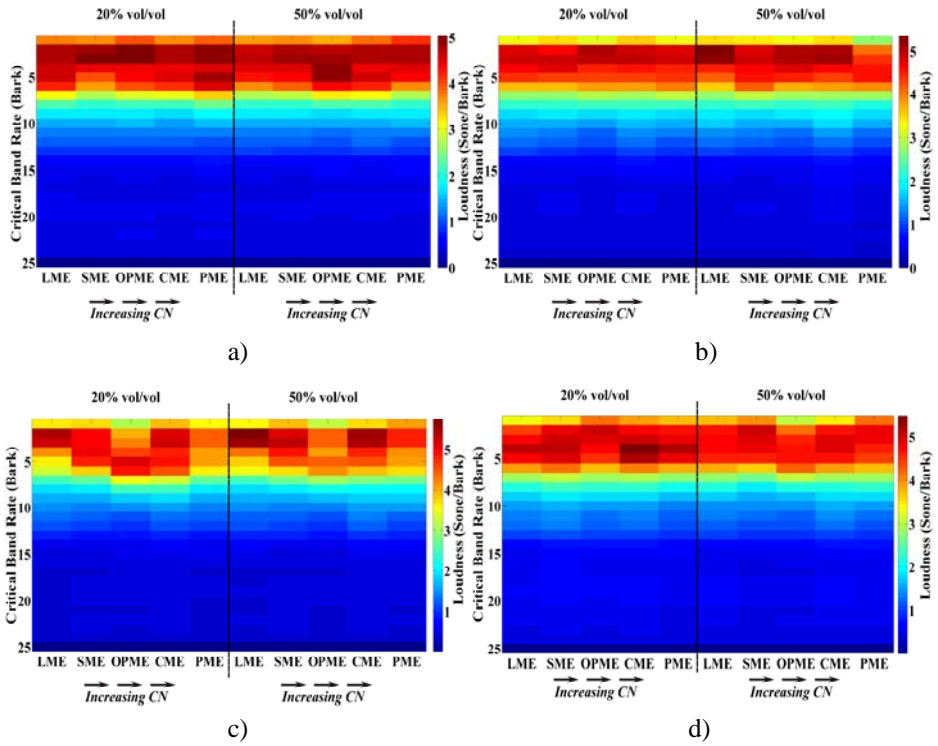 20% vol/vol 50% vol/vol
Critical Band Rate (Bark)
5
10
15
20
25
LME SME OPME CME PME LME SME OPME CME PME
Increasing CN Increasing CN
5
4
3
2
1
0
Loudness (Sone/Bark)
a)
20% vol/vol 50% vol/vol
Critical Band Rate (Bark)
5
10
15
20
25
LME SME OPME CME PME LME SME OPME CME PME
Increasing CN Increasing CN
5
4
3
2
1
0
Loudness (Sone/Bark)
b)
20% vol/vol 50% vol/vol
Critical Band Rate (Bark)
5
10
15
20
25
LME SME OPME CME PME LME SME OPME CME PME
Increasing CN Increasing CN
5
4
3
2
1
Loudness (Sone/Bark)
c)
20% vol/vol 50% vol/vol
Critical Band Rate (Bark)
5
10
15
20
25
LME SME OPME CME PME LME SME OPME CME PME
Increasing CN Increasing CN
5
4
3
2
1
Loudness (Sone/Bark)
d)